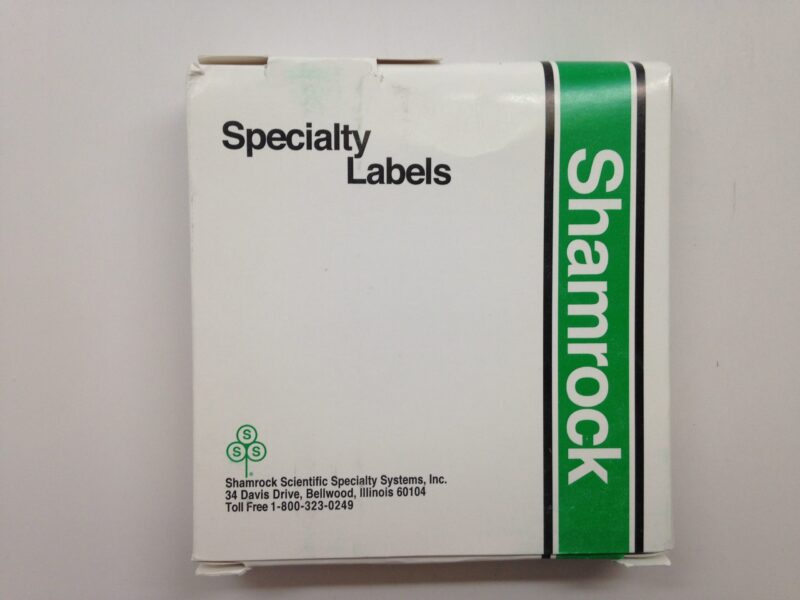 Specialty
Labels
Shamrock
S
S S
Shamrock Scientific Specialty Systems, Inc.
34 Davis Drive, Bellwood, Illinois 60104
Toll Free 1-800-323-0249